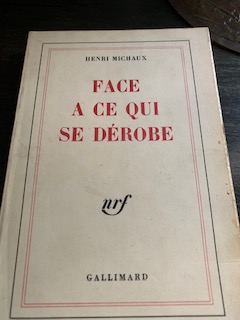 HENRI MICHAUX
FACE
A CE QUI
SE DÉROBE
nrf
GALLIMARD